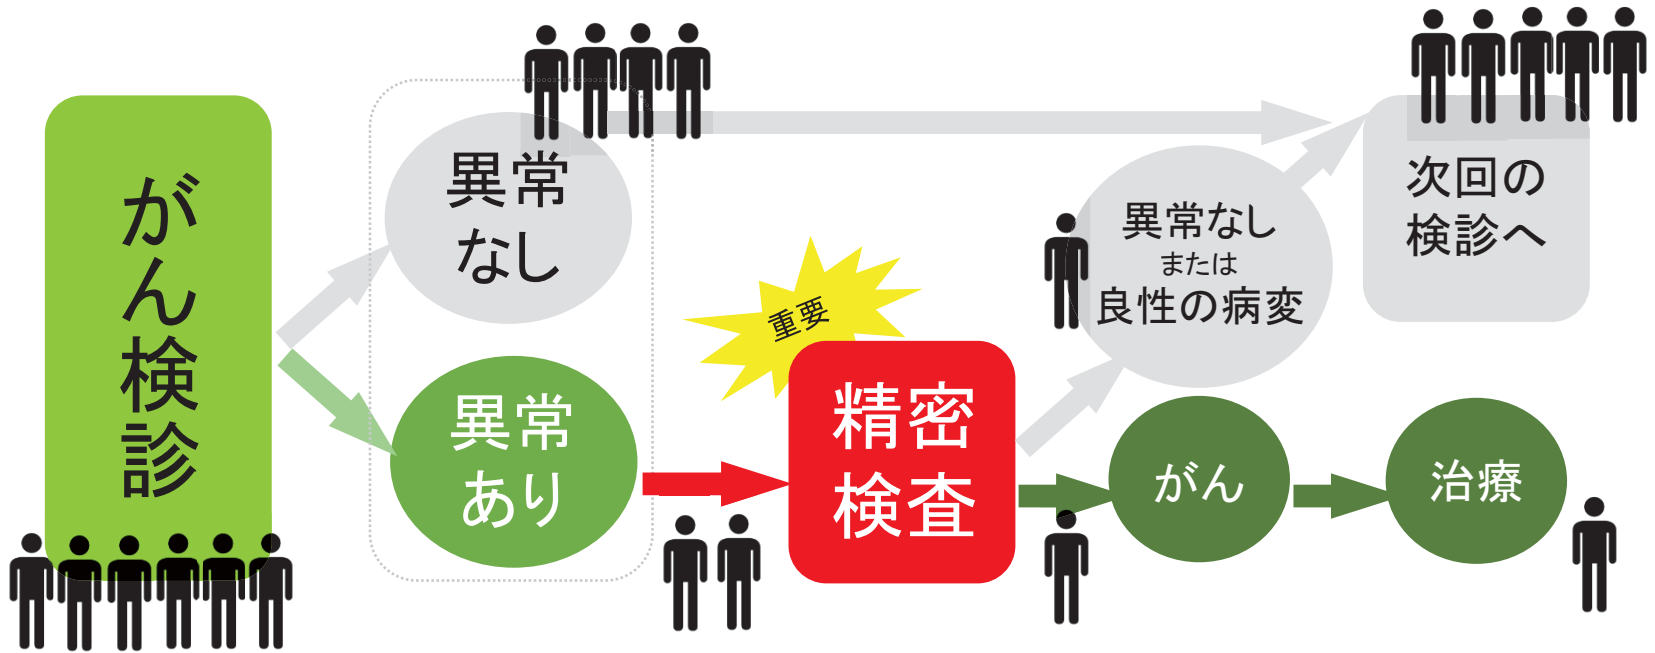 がん検診
異常
なし
異常
あり
重要
精密
検査
異常なし
または
良性の病変
がん
治療
次回の
検診へ